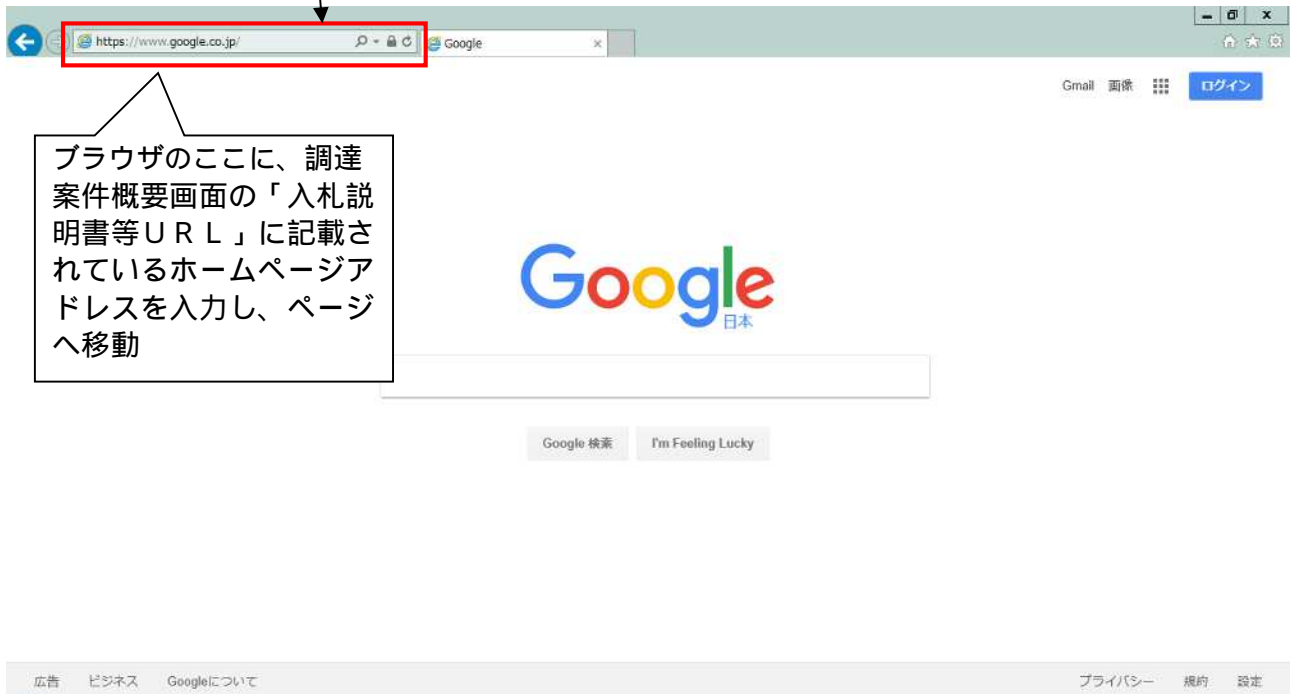 https://www.google.co.jp/
Google
Gmail 画像 ログイン
ブラウザのここに、調達
案件概要画面の「入札説
明書等ＵＲＬ」に記載さ
れているホームページア
ドレスを入力し、ページ
へ移動
Google
日本
Google 検索 I'm Feeling Lucky
広告 ビジネス Googleについて プライバシー 規約 設定